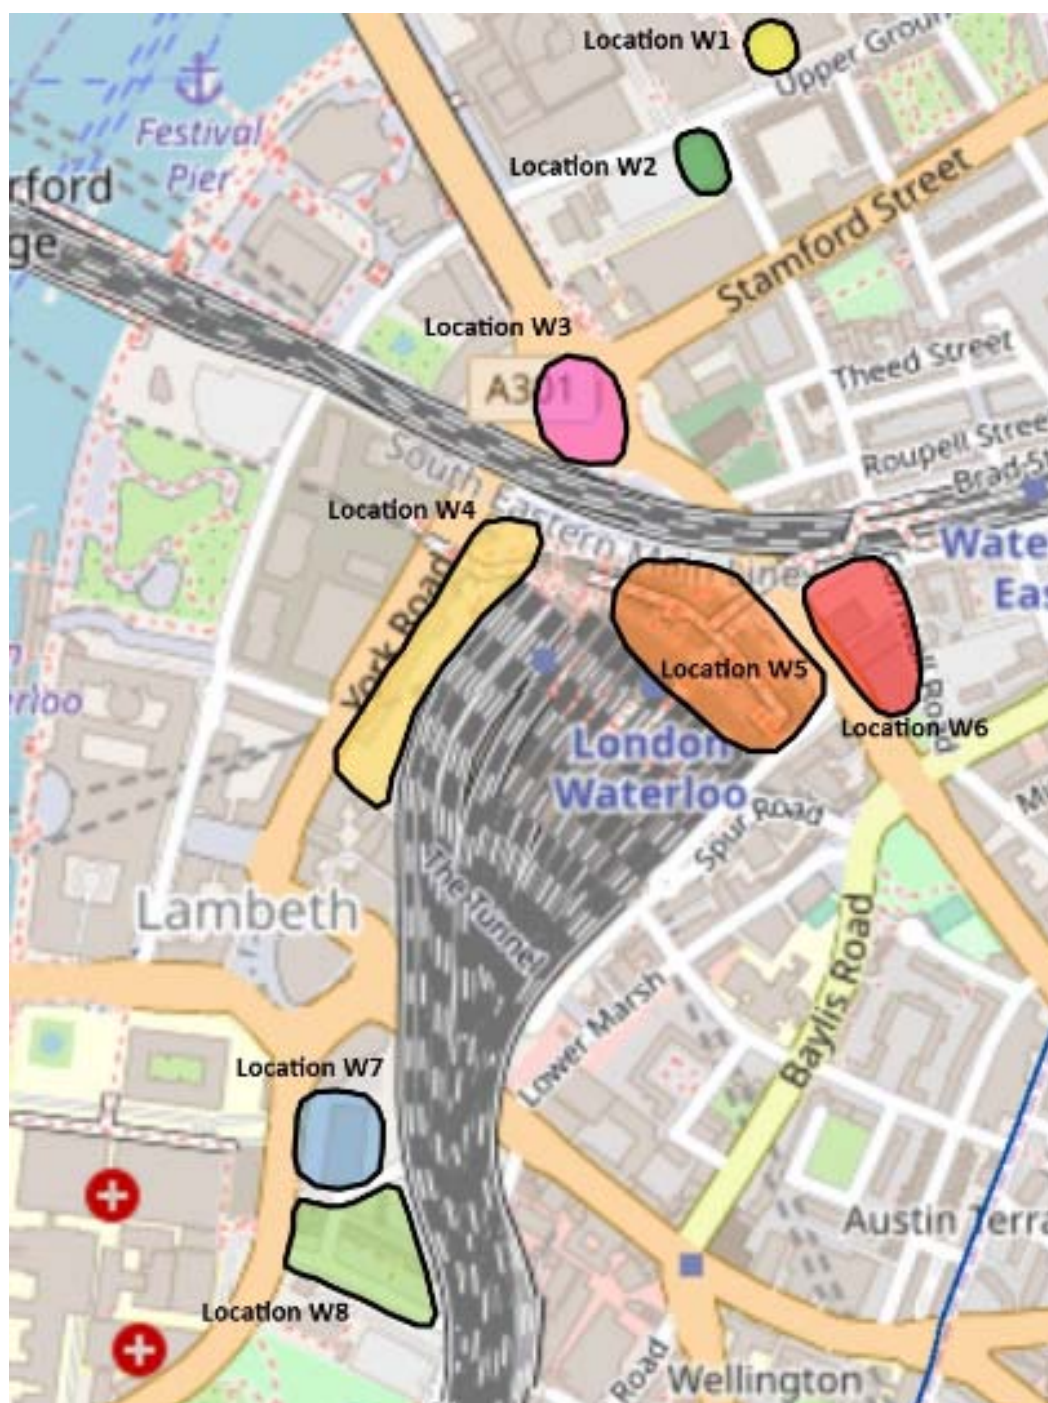 Location W1
Upper Groun
Festival
Pier
Location W2
rford
ge
Stamford Street
Location W3
A301
Theed Street
Roupell Stree
Brad St
South Eastern Main Line
Location W4
Wate
Eas
York Road
Location W5
Location W6
Road
erloo
London
Waterloo
Spur Road
The Tunnel
Lambeth
Baylis Road
Lower Marsh
Location W7
Austin Terra
Location W8
Road
Wellington